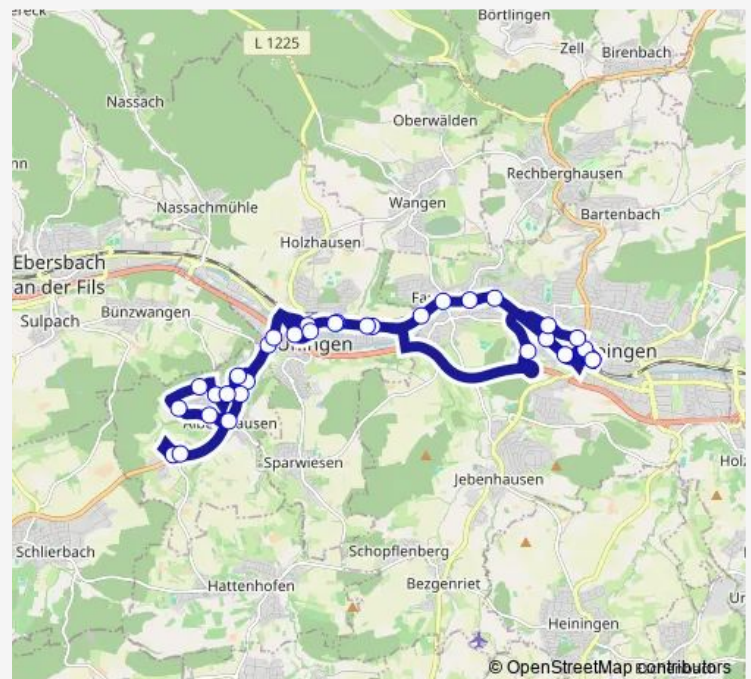 Börtlingen
L 1225
Zell
Birenbach
Nassach
Oberwälden
Rechberghausen
Nassachmühle
Wangen
Bartenbach
Holzhausen
Ebersbach
an der Fils
Bünzwangen
Sulpach
Sparwiesen
Jebenhausen
Schlierbach
Schopflenberg
Hattenhofen
Bezgenriet
Heiningen
© OpenStreetMap contributors